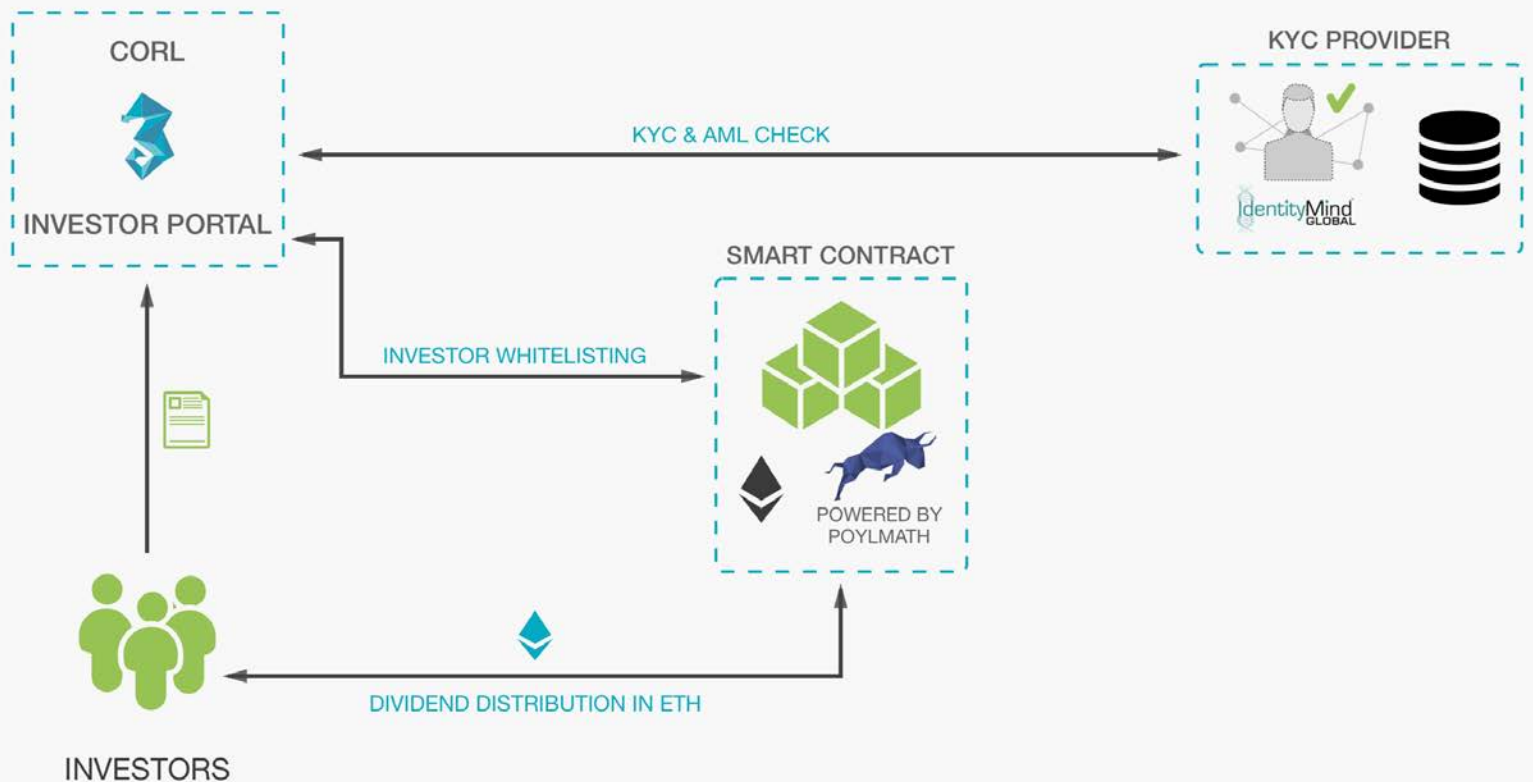 CORL
INVESTOR PORTAL
KYC PROVIDER
IdentityMind
GLOBAL
KYC & AML CHECK
SMART CONTRACT
INVESTOR WHITELISTING
POWERED BY
POYLMATH
DIVIDEND DISTRIBUTION IN ETH
INVESTORS